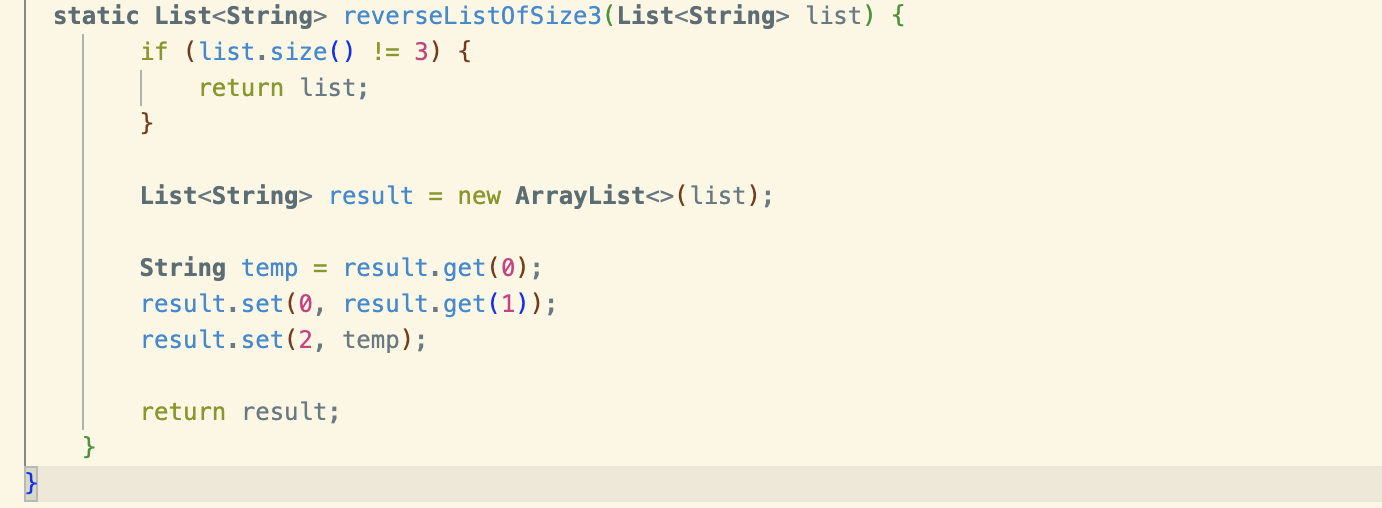 static List<String> reverseListOfSize3(List<String> list) {
if (list.size() != 3) {
return list;
}
List<String> result = new ArrayList<>(list);
String temp = result.get(0);
result.set(0, result.get(1));
result.set(2, temp);
return result;
}
}